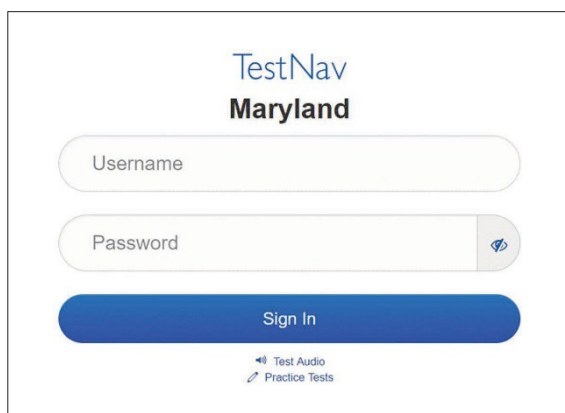 TestNav
Maryland
Username
Password
Sign In
Test Audio
Practice Tests